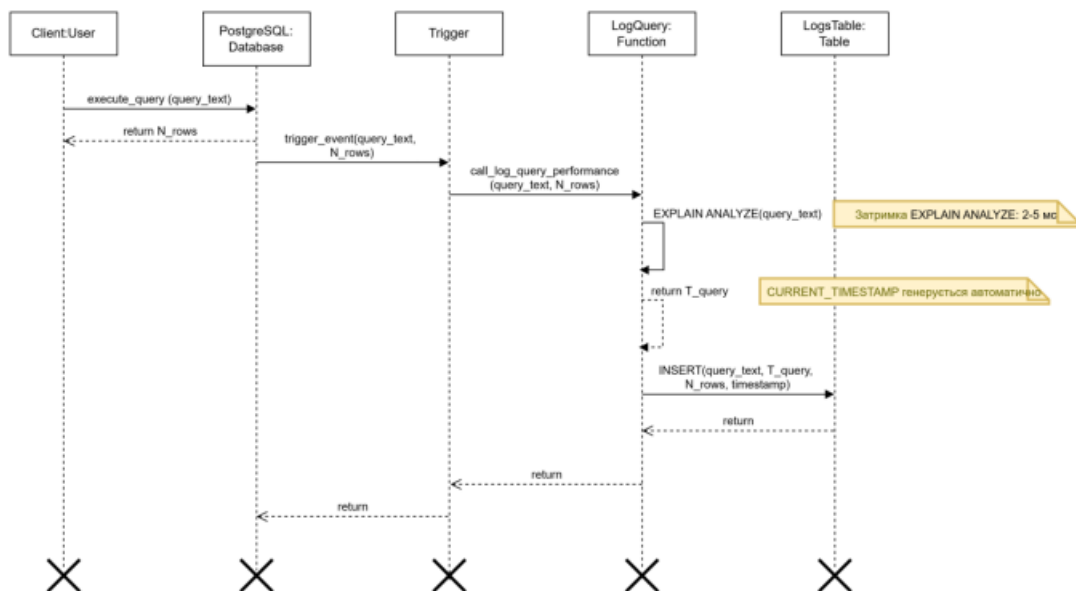 Client:User
PostgreSQL:
Database
Trigger
LogQuery:
Function
LogsTable:
Table
execute_query (query_text)
return N_rows
trigger_event(query_text,
N_rows)
call_log_query_performance
(query_text, N_rows)
EXPLAIN ANALYZE(query_text)
Затримка EXPLAIN ANALYZE: 2-5 мс
return T_query
CURRENT_TIMESTAMP генерується автоматично
INSERT(query_text, T_query,
N_rows, timestamp)
return
return
return